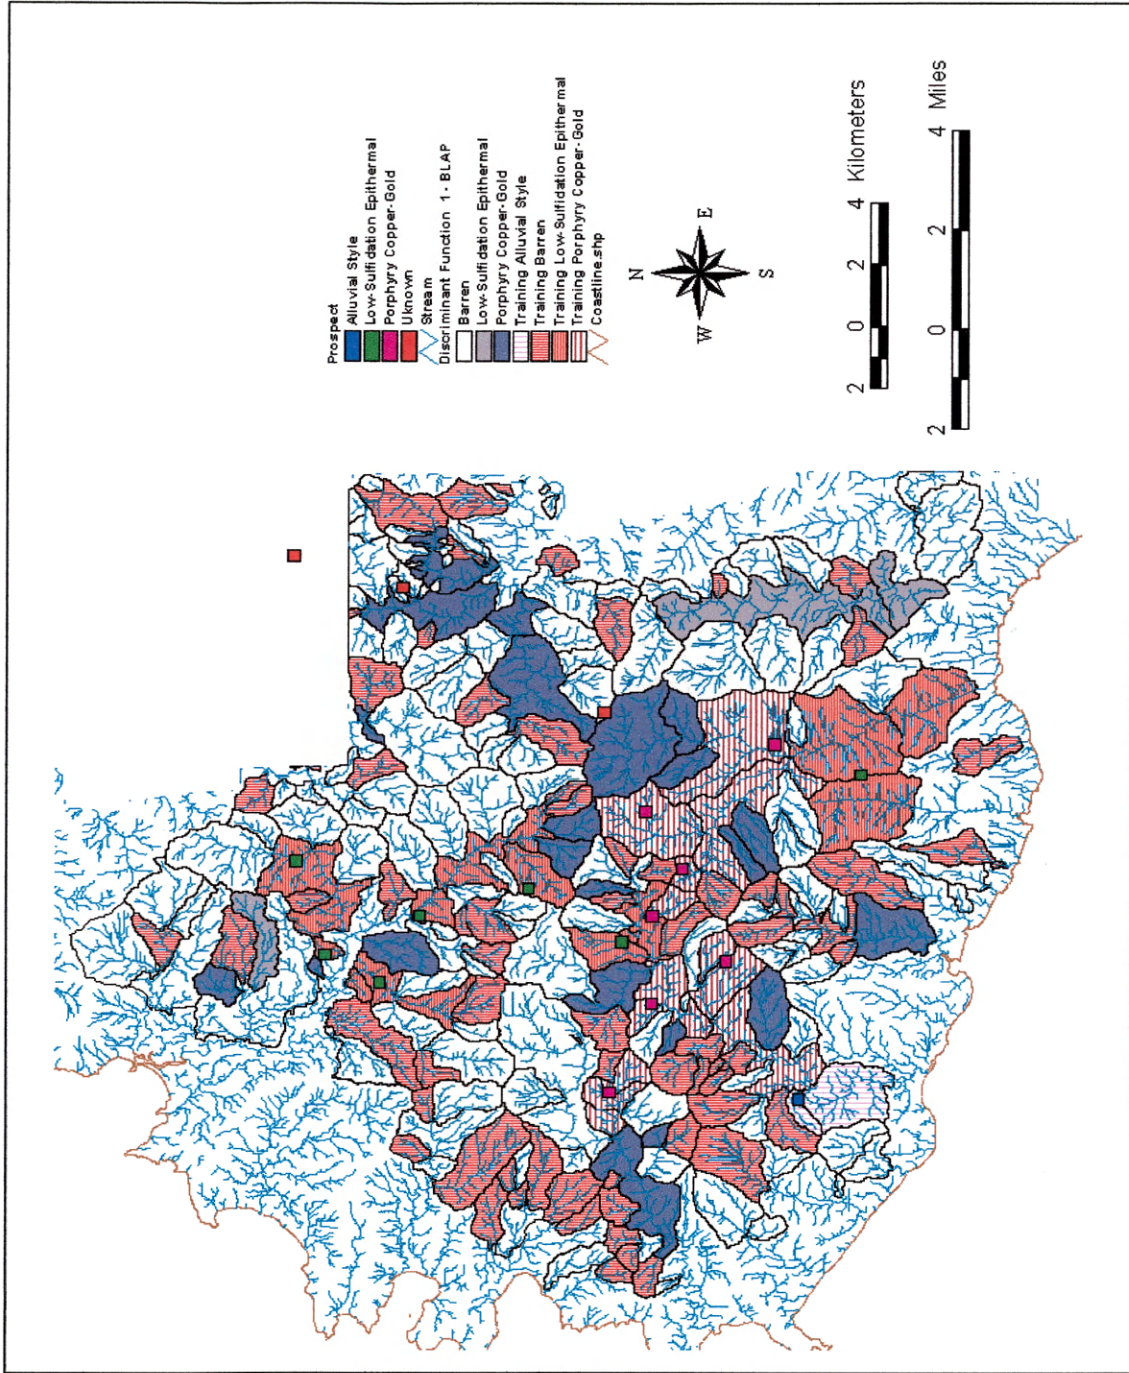 Prospect
Alluvial Style
Low-Sulfidation Epithermal
Porphyry Copper-Gold
Uknown
Stream
Discriminant Function 1 - BLAP
Barren
Low-Sulfidation Epithermal
Porphyry Copper-Gold
Training Alluvial Style
Training Barren
Training Low-Sulfidation Epithermal
Training Porphyry Copper-Gold
Coastline.shp
N
W E
S
2 0 2 4 Kilometers
2 0 2 4 Miles